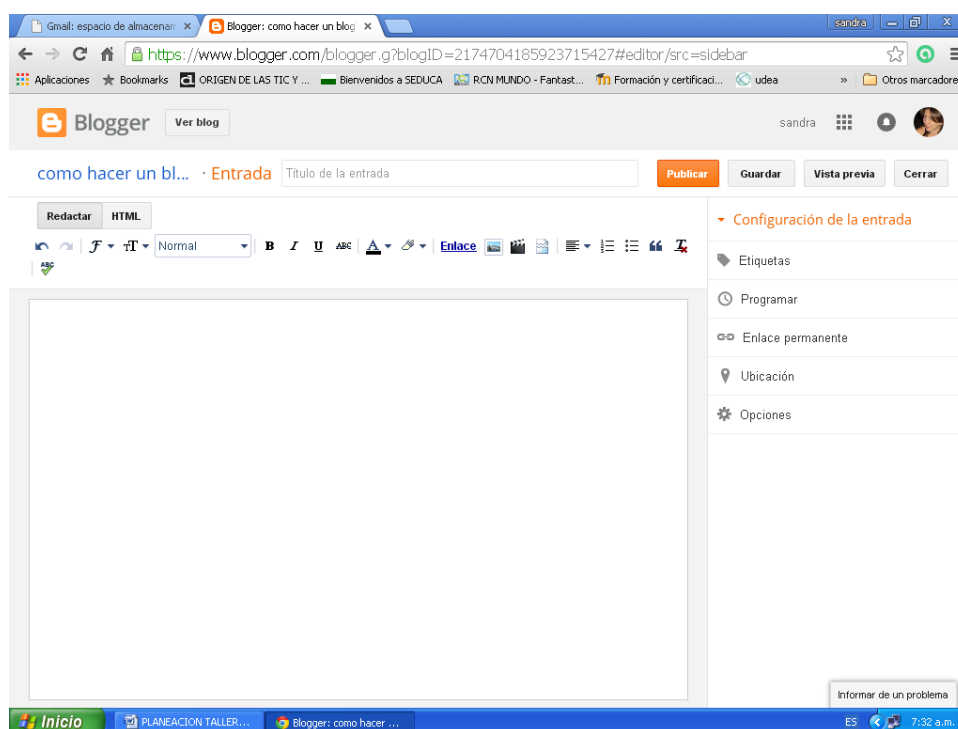 Gmail: espacio de almacenam
Blogger: como hacer un blog
sandra
https://www.blogger.com/blogger.g?blogID=2174704185923715427#editor/src=sidebar
Aplicaciones Bookmarks ORIGEN DE LAS TIC Y ... Bienvenidos a SEDUCA RCN MUNDO - Fantast... Formación y certificaci... udea » Otros marcadore
Blogger Ver blog sandra
como hacer un bl... · Entrada Título de la entrada Publicar Guardar Vista previa Cerrar
Redactar HTML
Configuración de la entrada
Normal B I U ABC A Enlace
ABC
Etiquetas
Programar
Enlace permanente
Ubicación
Opciones
Informar de un problema
Inicio PLANEACION TALLER... Blogger: como hacer ... ES 7:32 a.m.